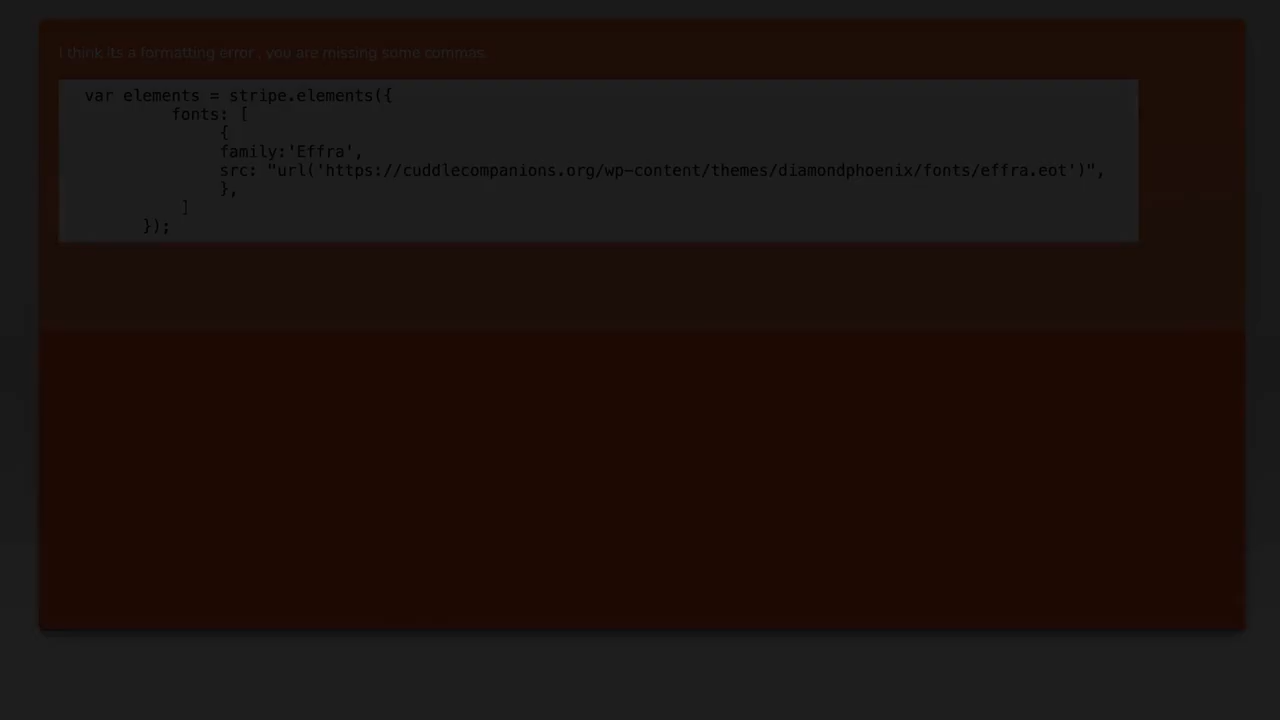 I think its a formatting error , you are missing some commas.
var elements = stripe.elements({
fonts: [
{
family:'Effra',
src: "url('https://cuddlecompanions.org/wp-content/themes/diamondphoenix/fonts/effra.eot')",
},
]
});